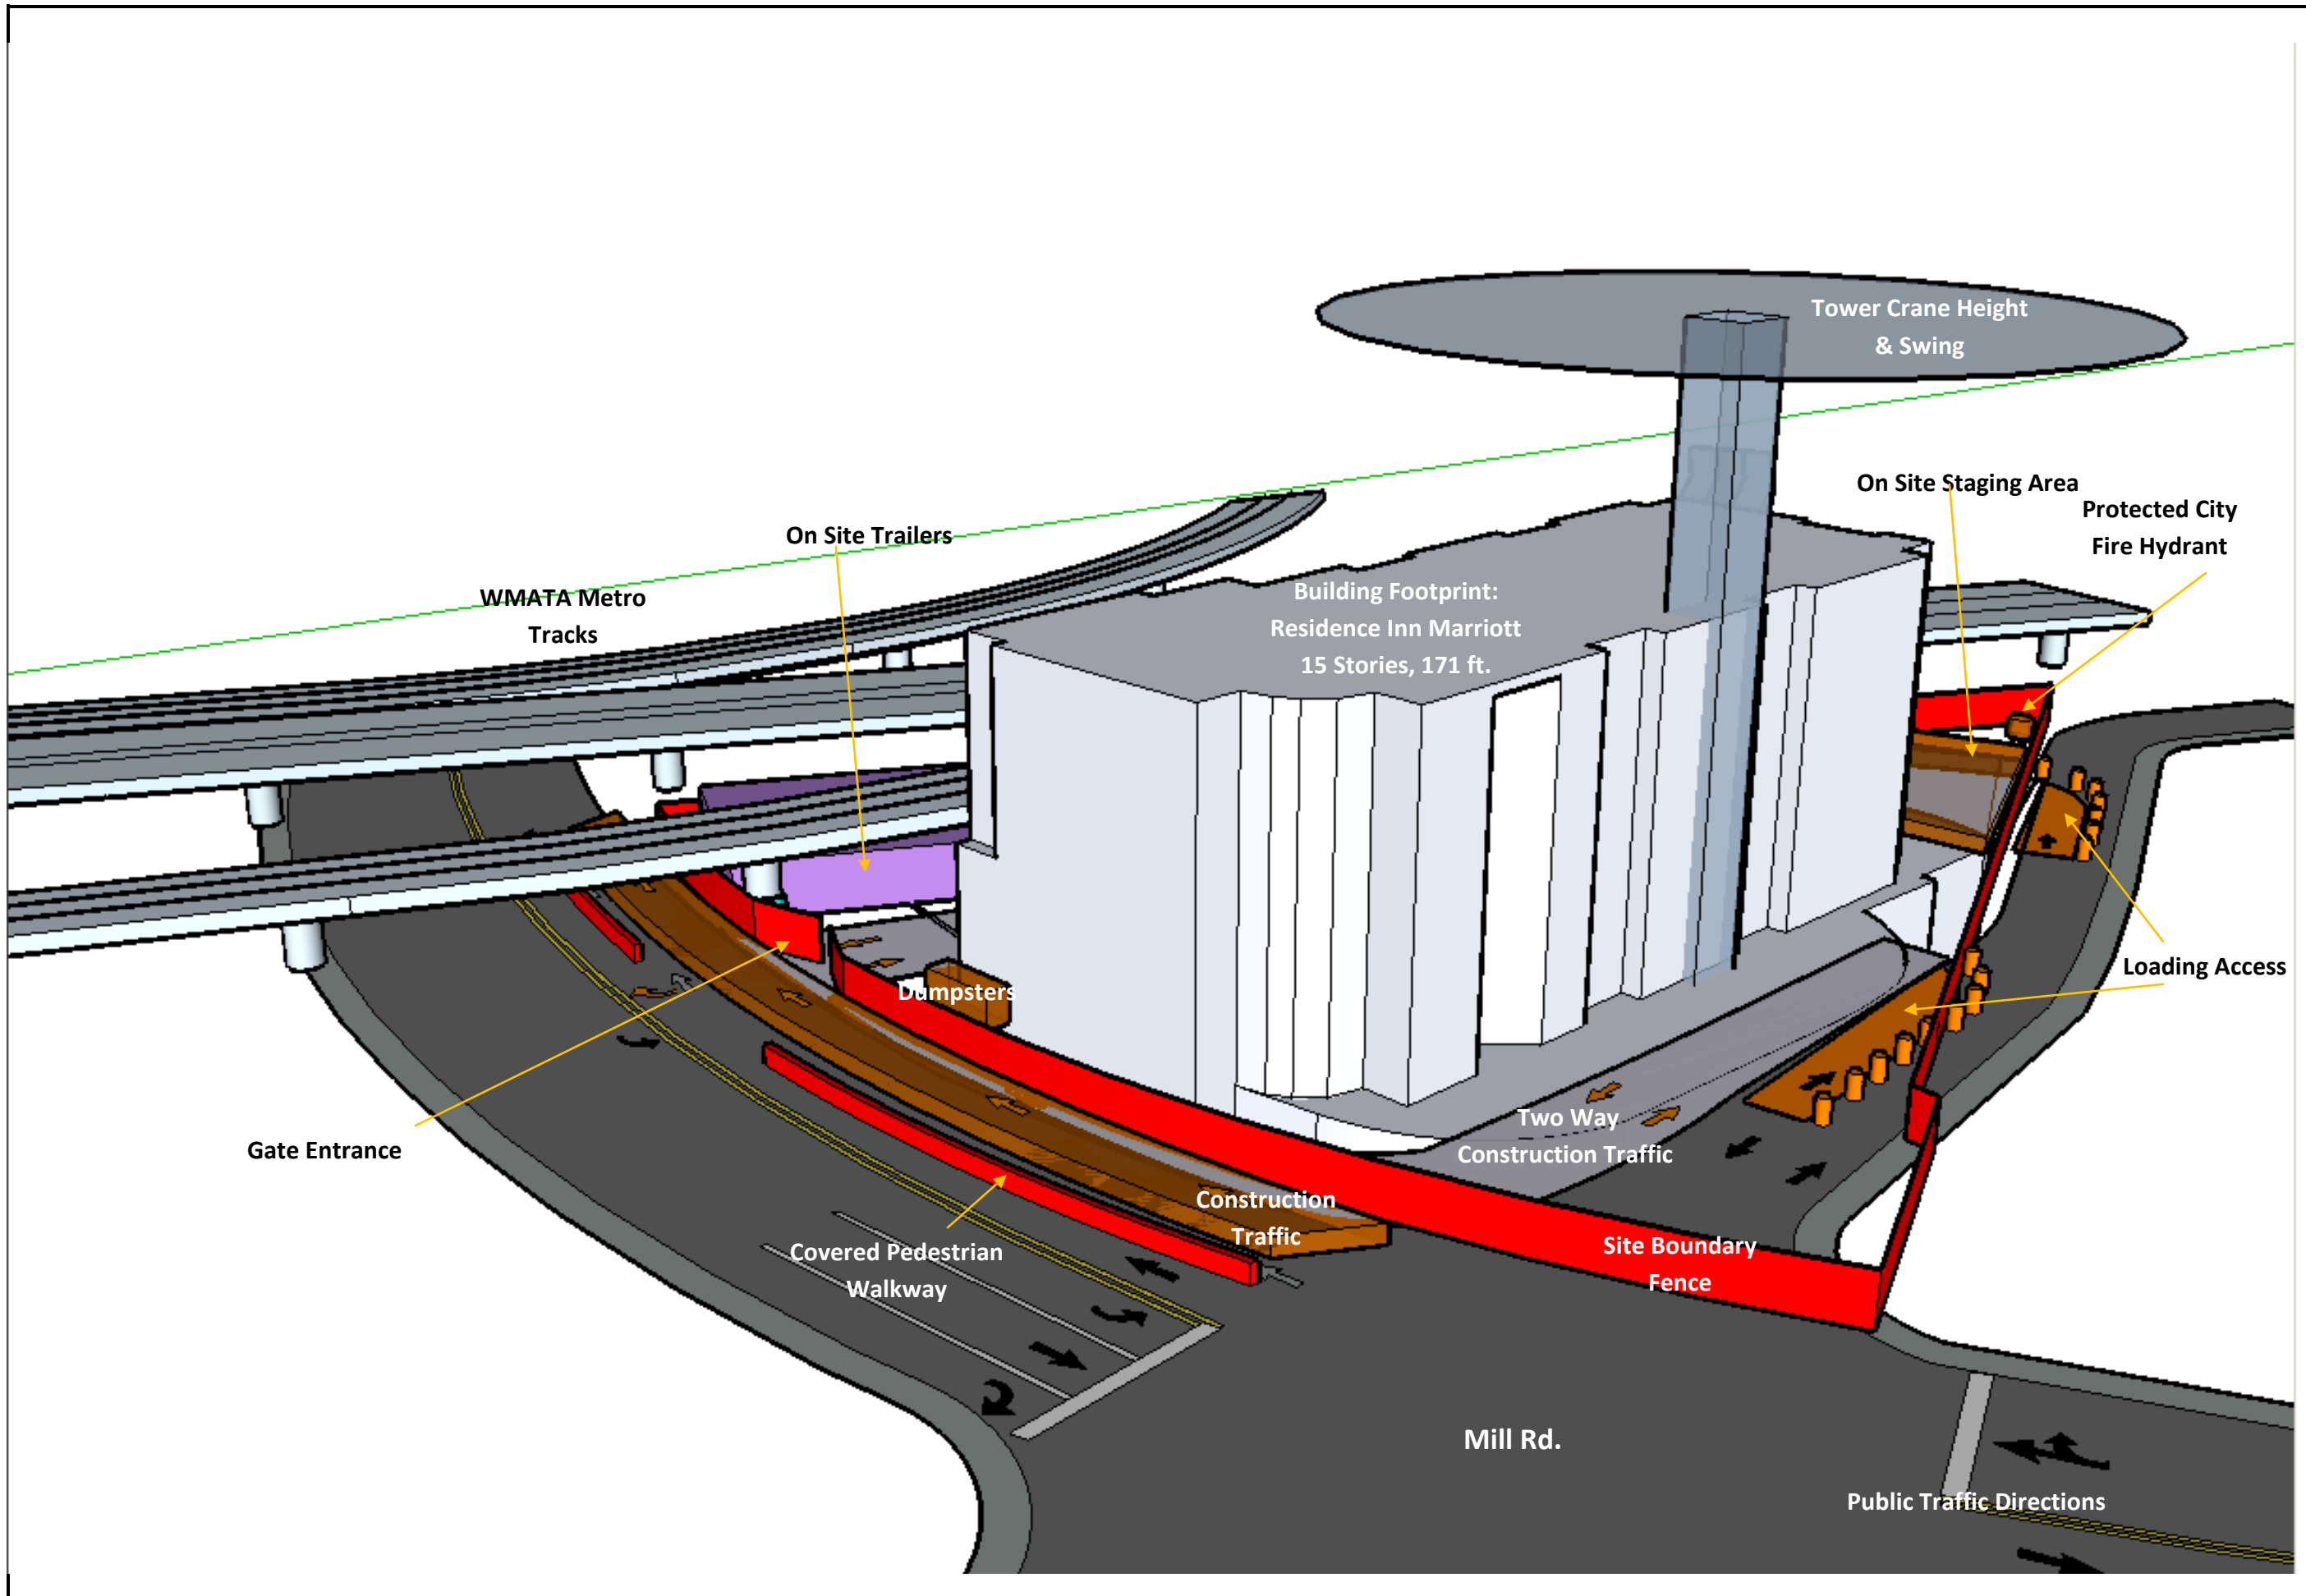 Tower Crane Height
& Swing
On Site Staging Area
Protected City
Fire Hydrant
On Site Trailers
WMATA Metro
Tracks
Building Footprint:
Residence Inn Marriott
15 Stories, 171 ft.
Loading Access
Dumpsters
Gate Entrance
Two Way
Construction Traffic
Construction
Traffic
Covered Pedestrian
Walkway
Site Boundary
Fence
Mill Rd.
Public Traffic Directions